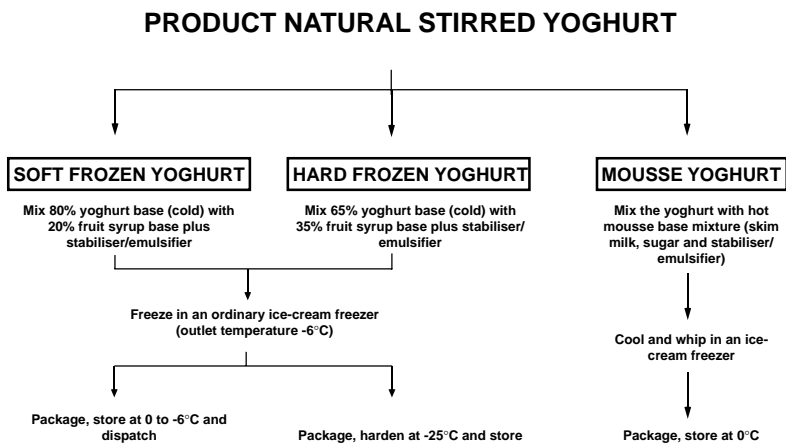 PRODUCT NATURAL STIRRED YOGHURT
SOFT FROZEN YOGHURT
Mix 80% yoghurt base (cold) with
20% fruit syrup base plus
stabiliser/emulsifier
HARD FROZEN YOGHURT
Mix 65% yoghurt base (cold) with
35% fruit syrup base plus stabiliser/
emulsifier
MOUSSE YOGHURT
Mix the yoghurt with hot
mousse base mixture (skim
milk, sugar and stabiliser/
emulsifier)
Freeze in an ordinary ice-cream freezer
(outlet temperature -6°C)
Cool and whip in an ice-
cream freezer
Package, store at 0 to -6°C and
dispatch
Package, harden at -25°C and store
Package, store at 0°C